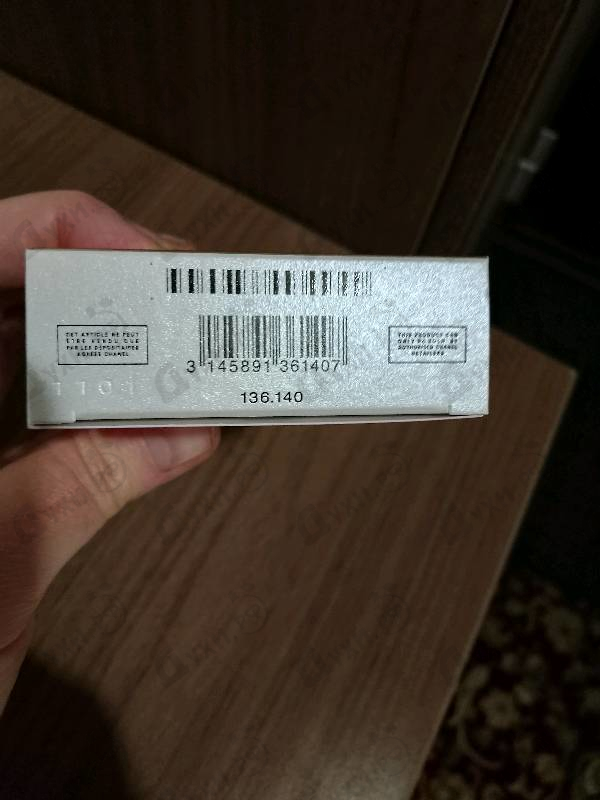 CET ARTICLE NE PEUT
ÊTRE VENDU QUE
PAR LES DÉPOSITAIRES
AGRÉÉS CHANEL
THIS PRODUCT CAN
ONLY BE SOLD BY
AUTHORISED CHANEL
RETAILERS
3 145891 361407
136.140